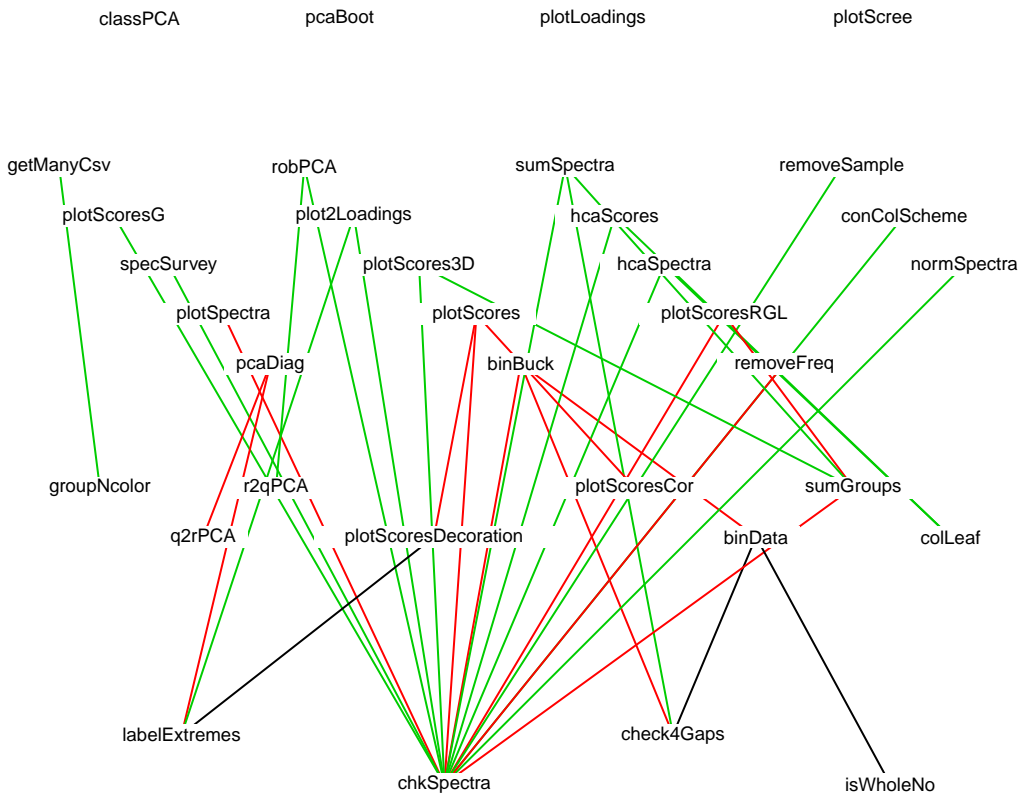 classPCA
pcaBoot
plotLoadings
plotScree
getManyCsv
robPCA
sumSpectra
removeSample
plotScoresG
plot2Loadings
hcaScores
conColScheme
specSurvey
plotScores3D
hcaSpectra
normSpectra
plotSpectra
plotScores
plotScoresRGL
pcaDiag
binBuck
removeFreq
groupNcolor
r2qPCA
plotScoresCor
sumGroups
q2rPCA
plotScoresDecoration
binData
colLeaf
labelExtremes
check4Gaps
chkSpectra
isWholeNo